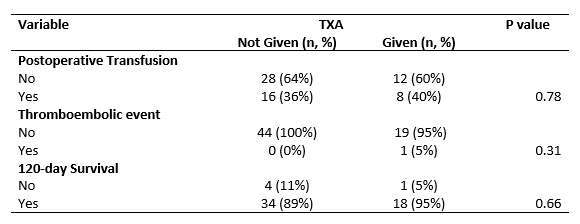 Variable TXA P value
Not Given (n, %) Given (n, %)
Postoperative Transfusion
No 28 (64%) 12 (60%)
Yes 16 (36%) 8 (40%) 0.78
Thromboembolic event
No 44 (100%) 19 (95%)
Yes 0 (0%) 1 (5%) 0.31
120-day Survival
No 4 (11%) 1 (5%)
Yes 34 (89%) 18 (95%) 0.66